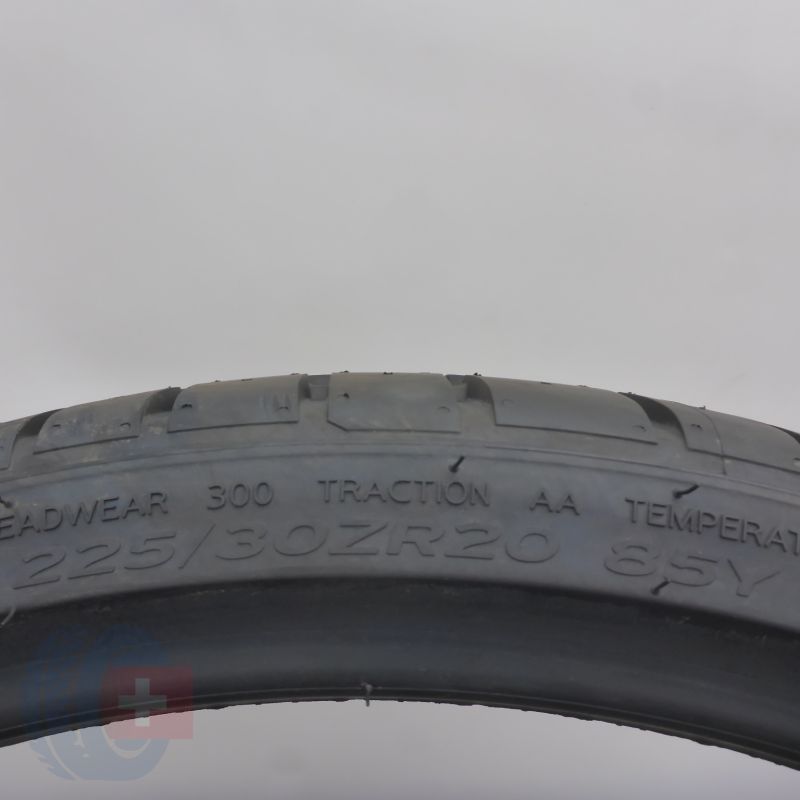 EADWEAR 300 TRACTION AA TEMPERAT
225/30ZR20 85Y